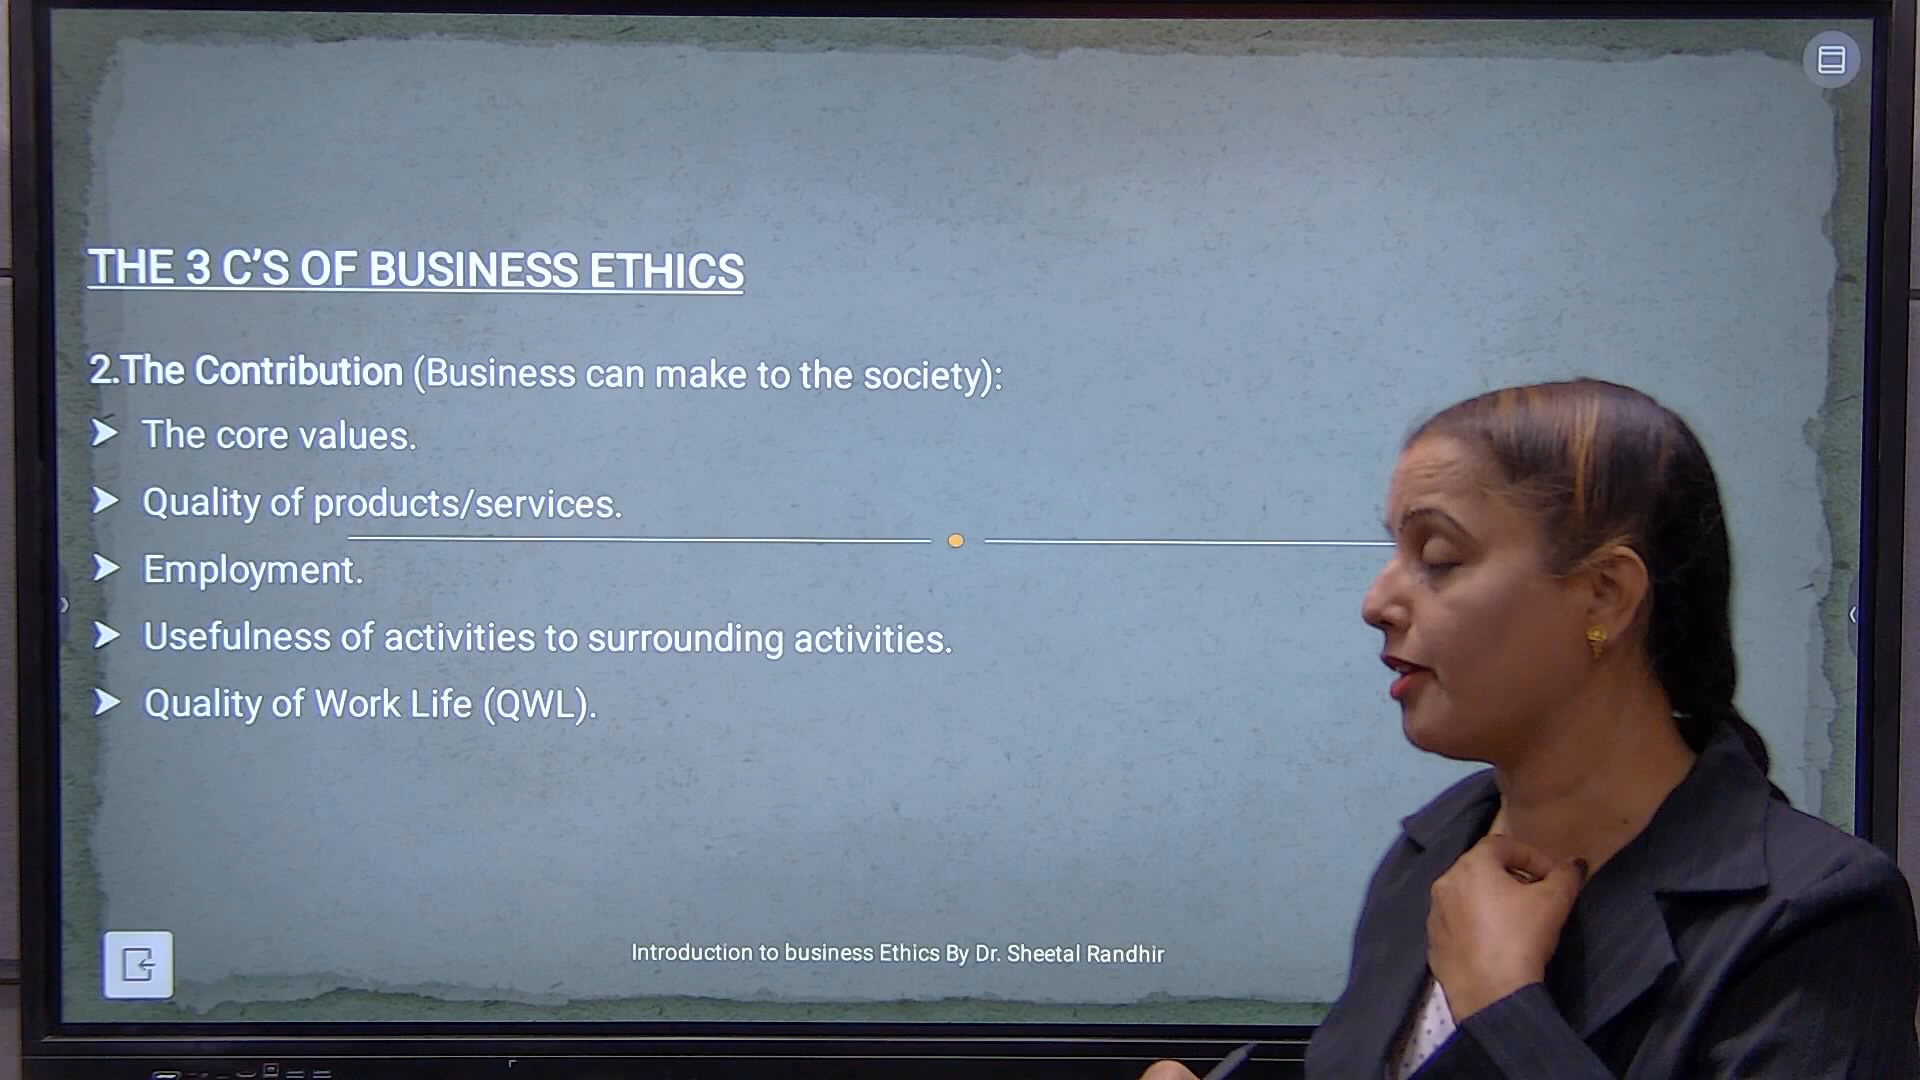 THE 3 C’S OF BUSINESS ETHICS
2.The Contribution (Business can make to the society):
➤ The core values.
➤ Quality of products/services.
➤ Employment.
➤ Usefulness of activities to surrounding activities.
➤ Quality of Work Life (QWL).
Introduction to business Ethics By Dr. Sheetal Randhir